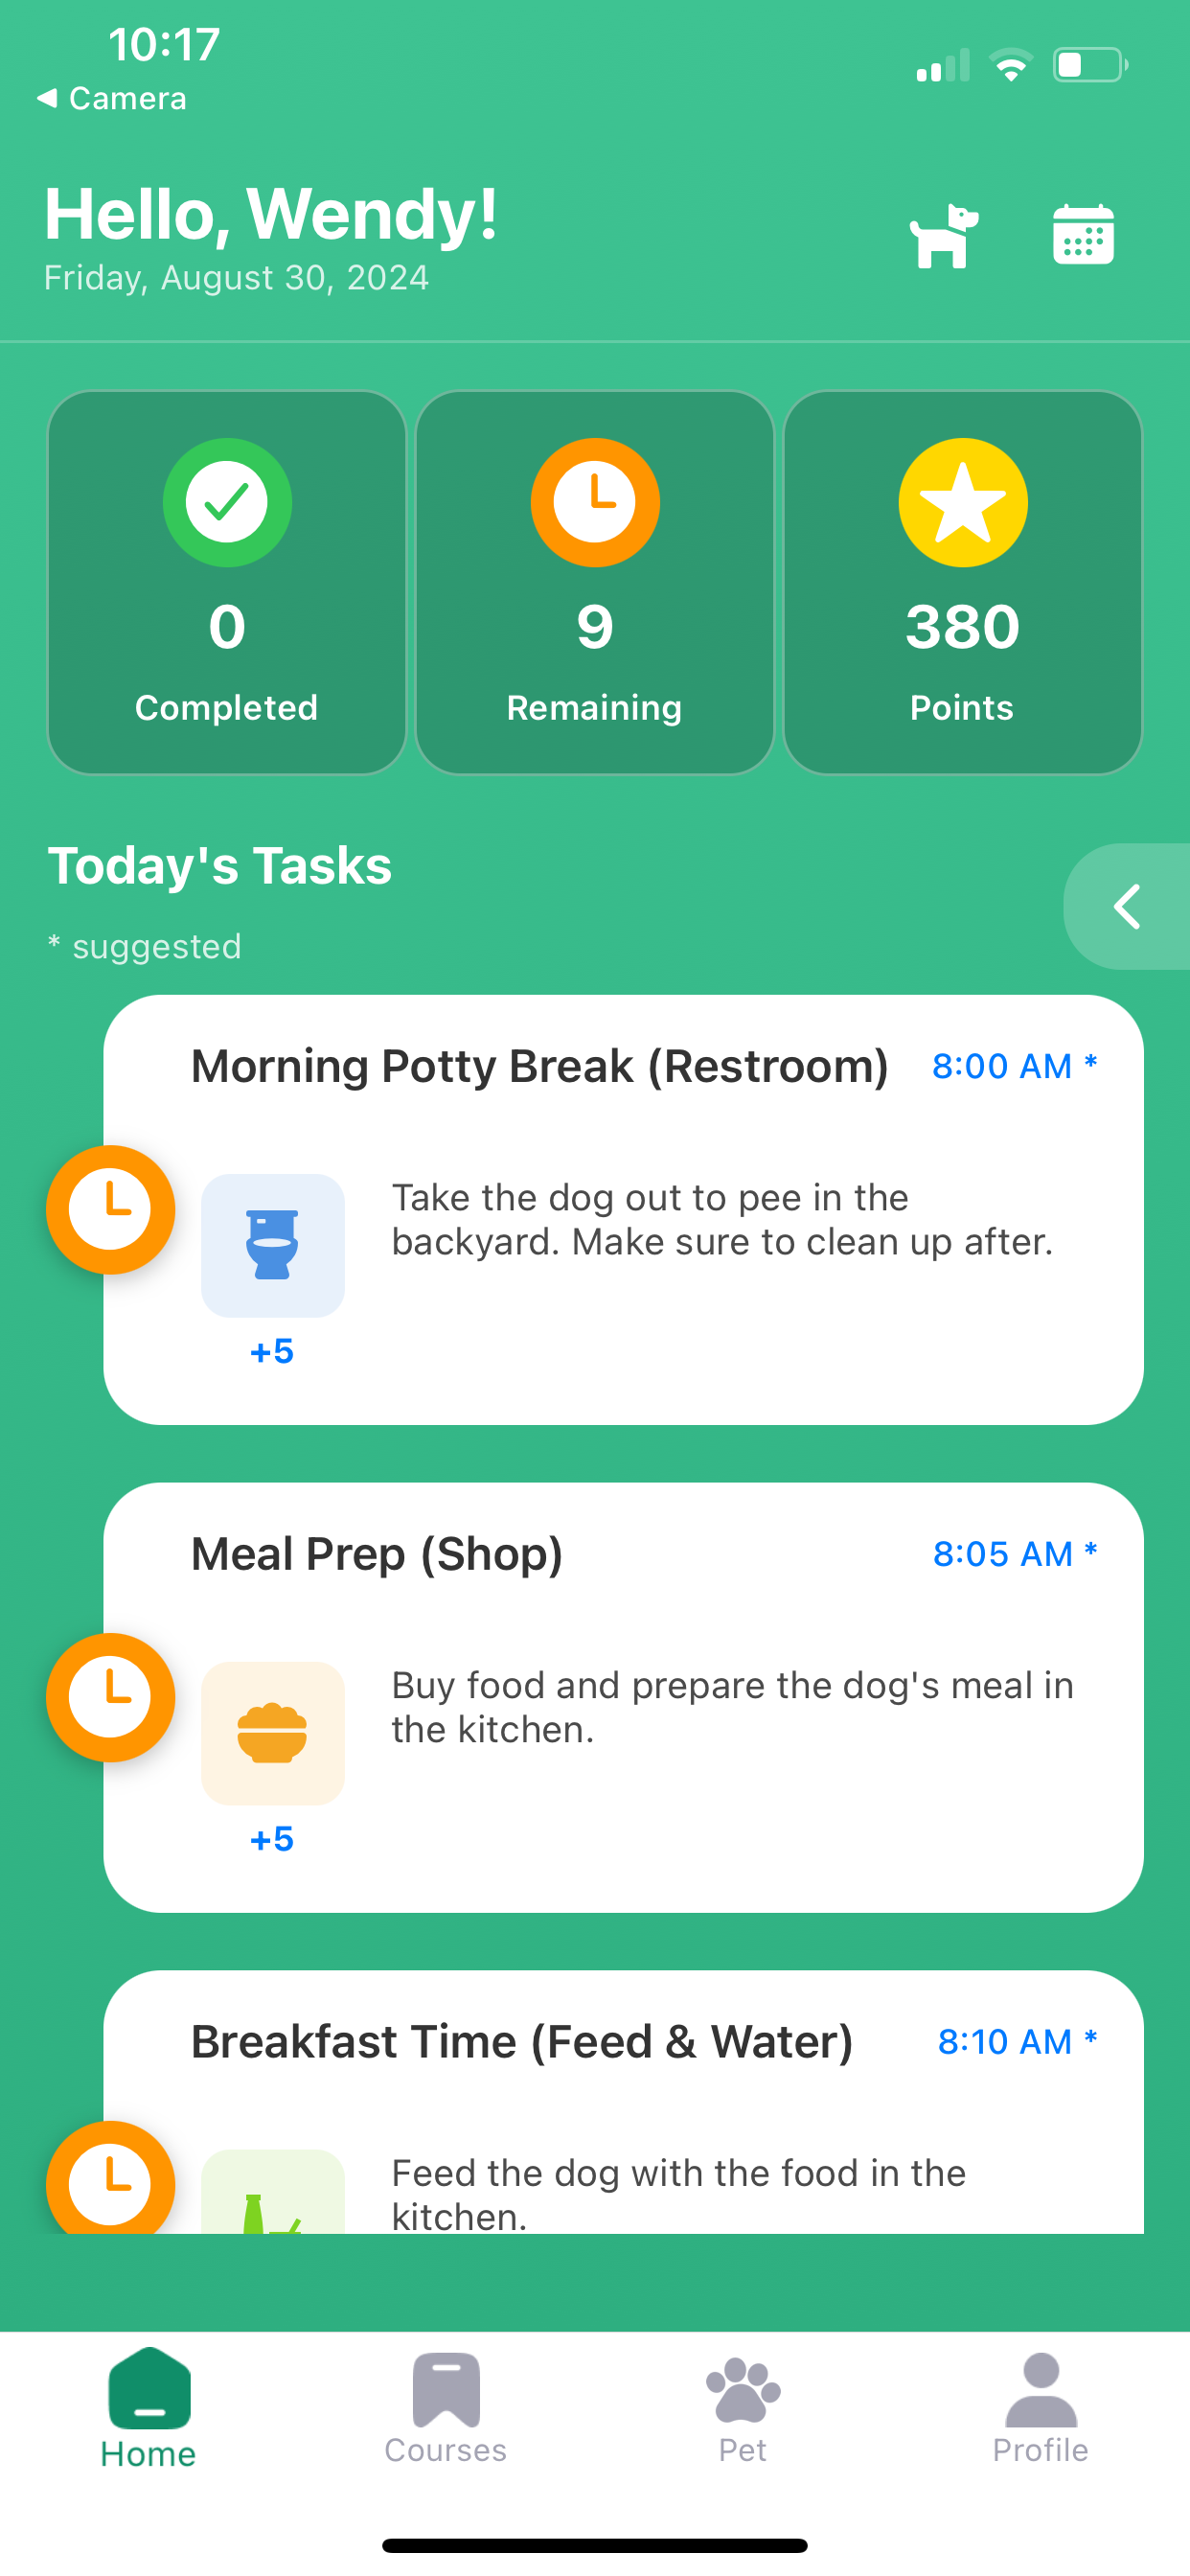 10:17
◀ Camera
Hello, Wendy!
Friday, August 30, 2024
0
Completed
9
Remaining
380
Points
Today's Tasks
* suggested
Morning Potty Break (Restroom)
8:00 AM *
Take the dog out to pee in the
backyard. Make sure to clean up after.
+5
Meal Prep (Shop)
8:05 AM *
Buy food and prepare the dog's meal in
the kitchen.
+5
Breakfast Time (Feed & Water)
8:10 AM *
Feed the dog with the food in the
kitchen.
Home
Courses
Pet
Profile